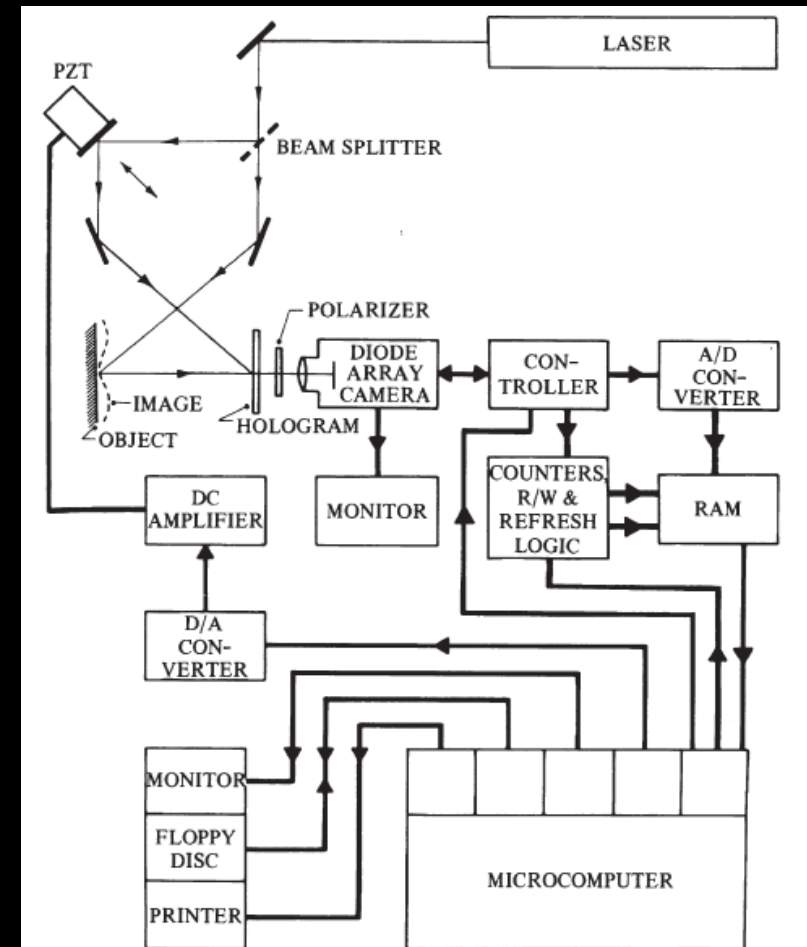 LASER
PZT
BEAM SPLITTER
POLARIZER
DIODE
ARRAY
CAMERA
CON-
TROLLER
A/D
CON-
VERTER
IMAGE
OBJECT
HOLOGRAM
DC
AMPLIFIER
MONITOR
COUNTERS,
R/W &
REFRESH
LOGIC
RAM
D/A
CON-
VERTER
MONITOR
FLOPPY
DISC
PRINTER
MICROCOMPUTER